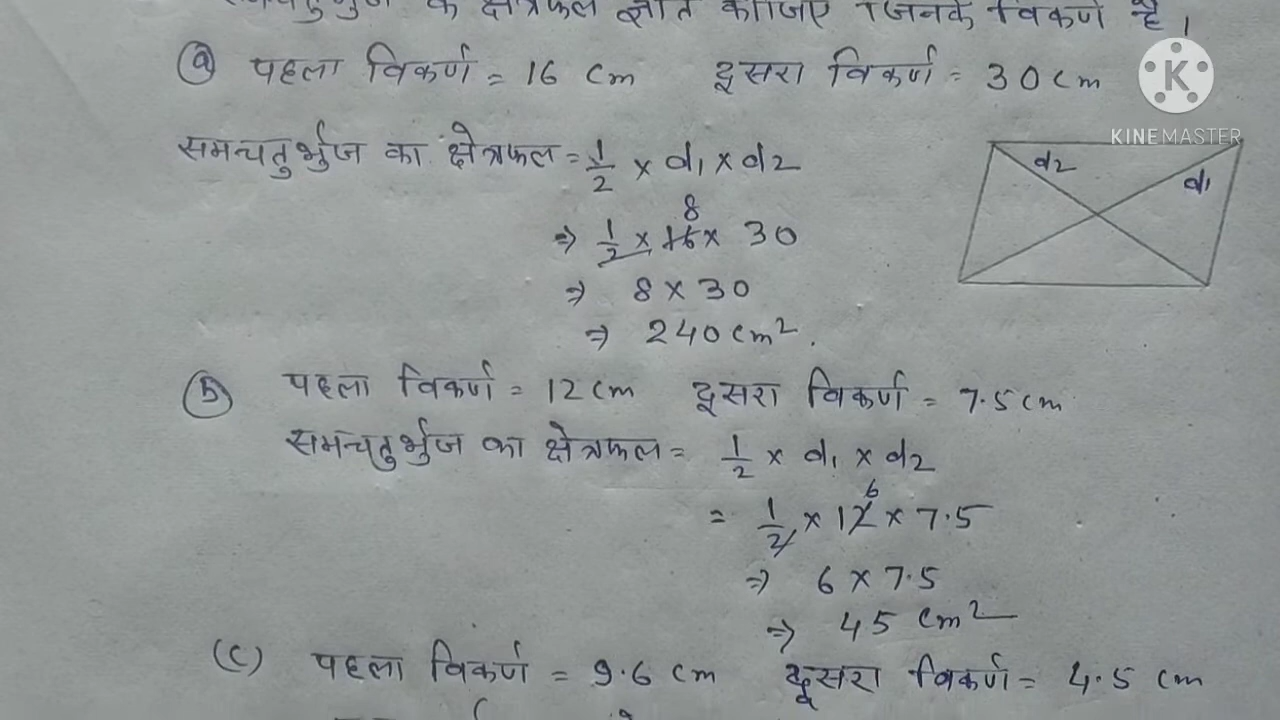 समचतुर्भुज के क्षेत्रफल ज्ञात कीजिए जिनके विकर्ण है।
(a) पहला विकर्ण = 16 cm दूसरा विकर्ण = 30 cm
K
KINEMASTER
समचतुर्भुज का क्षेत्रफल = 1/2 × d1 × d2
d2
d1
8
⇒ 1/2 × 16 × 30
⇒ 8 × 30
⇒ 240 cm².
(b) पहला विकर्ण = 12 cm दूसरा विकर्ण = 7.5 cm
समचतुर्भुज का क्षेत्रफल = 1/2 × d1 × d2
6
= 1/2 × 12 × 7.5
⇒ 6 × 7.5
⇒ 45 cm²
(c) पहला विकर्ण = 9.6 cm दूसरा विकर्ण = 4.5 cm